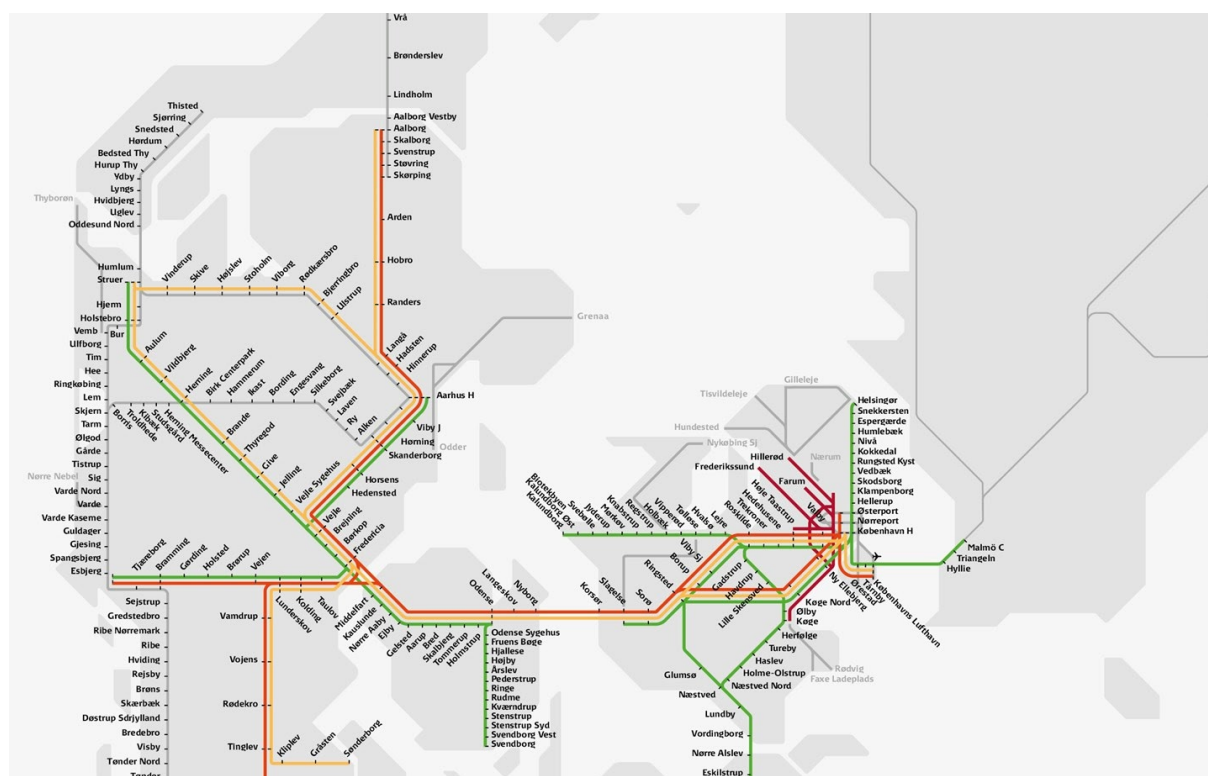 Vrå
Brønderslev
Lindholm
Aalborg Vestby
Aalborg
Skalborg
Svenstrup
Støvring
Skørping
Arden
Hobro
Randers
Langå
Hadsten
Hinnerup
Aarhus H
Viby J
Hørning
Skanderborg
Horsens
Hedensted
Thisted
Sjørring
Snedsted
Hørdum
Bedsted Thy
Hurup Thy
Ydby
Lyngs
Hvidbjerg
Uglev
Oddesund Nord
Thyborøn
Humlum
Struer
Hjerm
Holstebro
Vemb
Bur
Ulfborg
Tim
Hee
Ringkøbing
Lem
Skjern
Tarm
Ølgod
Gårde
Tistrup
Sig
Nørre Nebel
Varde Nord
Varde
Varde Kaserne
Guldager
Gjesing
Spangsbjerg
Esbjerg
Vinderup
Skive
Højslev
Stoholm
Viborg
Rødkærsbro
Bjerringbro
Ulstrup
Aulum
Vildbjerg
Herning
Birk Centerpark
Hammerum
Ikast
Bording
Engesvang
Silkeborg
Svejbæk
Laven
Ry
Alken
Borris
Troldhede
Kibæk
Studsgård
Herning Messecenter
Brande
Thyregod
Give
Jelling
Vejle Sygehus
Vejle
Brejning
Børkop
Fredericia
Grenaa
Odder
Tjæreborg
Bramming
Gørding
Holsted
Brørup
Vejen
Lunderskov
Kolding
Taulov
Middelfart
Kauslunde
Nørre Aaby
Ejby
Gelsted
Aarup
Bred
Skalbjerg
Tommerup
Holmstrup
Odense
Langeskov
Nyborg
Korsør
Slagelse
Sorø
Ringsted
Borup
Viby Sj
Sejstrup
Gredstedbro
Ribe Nørremark
Ribe
Hviding
Rejsby
Brøns
Skærbæk
Døstrup Sdrjylland
Bredebro
Visby
Tønder Nord
Tønder
Vamdrup
Vojens
Rødekro
Tinglev
Kliplev
Gråsten
Sønderborg
Odense Sygehus
Fruens Bøge
Hjallese
Højby
Årslev
Pederstrup
Ringe
Rudme
Kværndrup
Stenstrup
Stenstrup Syd
Svendborg Vest
Svendborg
Kalundborg
Kalundborg Øst
Svebølle
Jyderup
Mørkøv
Knabstrup
Regstrup
Holbæk
Vipperød
Tølløse
Hvalsø
Lejre
Roskilde
Trekroner
Hedehusene
Høje Taastrup
Valby
Nykøbing Sj
Hundested
Tisvildeleje
Gilleleje
Hillerød
Frederikssund
Farum
Nærum
Helsingør
Snekkersten
Espergærde
Humlebæk
Nivå
Kokkedal
Rungsted Kyst
Vedbæk
Skodsborg
Klampenborg
Hellerup
Østerport
Nørreport
København H
Malmö C
Triangeln
Hyllie
Ny Ellebjerg
Ørestad
Tårnby
Københavns Lufthavn
Gadstrup
Havdrup
Lille Skensved
Køge Nord
Ølby
Køge
Herfølge
Tureby
Haslev
Holme-Olstrup
Næstved Nord
Rødvig
Faxe Ladeplads
Glumsø
Næstved
Lundby
Vordingborg
Nørre Alslev
Eskilstrup